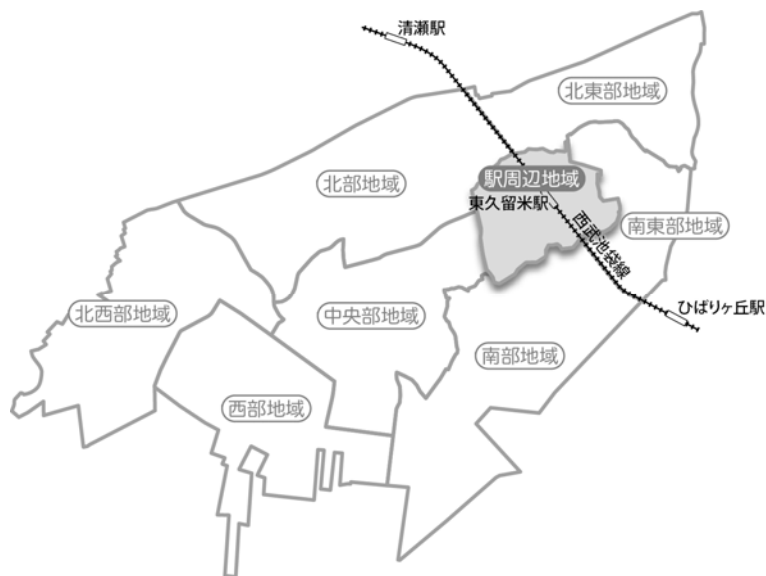 清瀬駅
北東部地域
北部地域
駅周辺地域
東久留米駅
南東部地域
西武池袋線
北西部地域
中央部地域
ひばりヶ丘駅
南部地域
西部地域